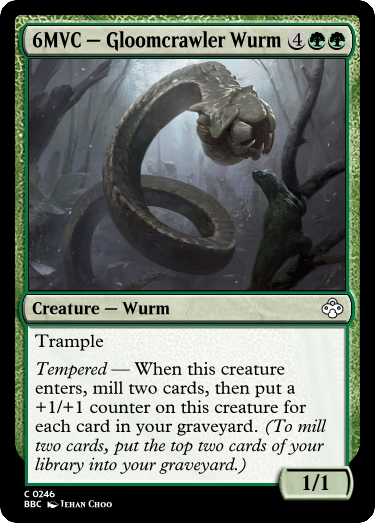 6MVC — Gloomcrawler Wurm 4
Creature — Wurm
Trample
Tempered — When this creature
enters, mill two cards, then put a
+1/+1 counter on this creature for
each card in your graveyard. (To mill
two cards, put the top two cards of your
library into your graveyard.)
1/1
C 0246
BBC Jehan Choo